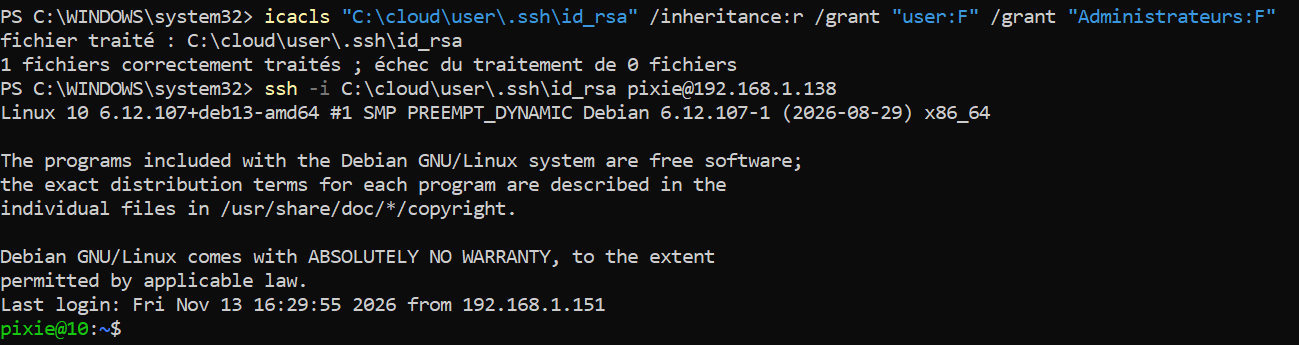 PS C:\WINDOWS\system32> icacls "C:\cloud\user\.ssh\id_rsa" /inheritance:r /grant "user:F" /grant "Administrateurs:F"
fichier traité : C:\cloud\user\.ssh\id_rsa
1 fichiers correctement traités ; échec du traitement de 0 fichiers
PS C:\WINDOWS\system32> ssh -i C:\cloud\user\.ssh\id_rsa pixie@192.168.1.138
Linux 10 6.12.107+deb13-amd64 #1 SMP PREEMPT_DYNAMIC Debian 6.12.107-1 (2026-08-29) x86_64
The programs included with the Debian GNU/Linux system are free software;
the exact distribution terms for each program are described in the
individual files in /usr/share/doc/*/copyright.
Debian GNU/Linux comes with ABSOLUTELY NO WARRANTY, to the extent
permitted by applicable law.
Last login: Fri Nov 13 16:29:55 2026 from 192.168.1.151
pixie@10:~$